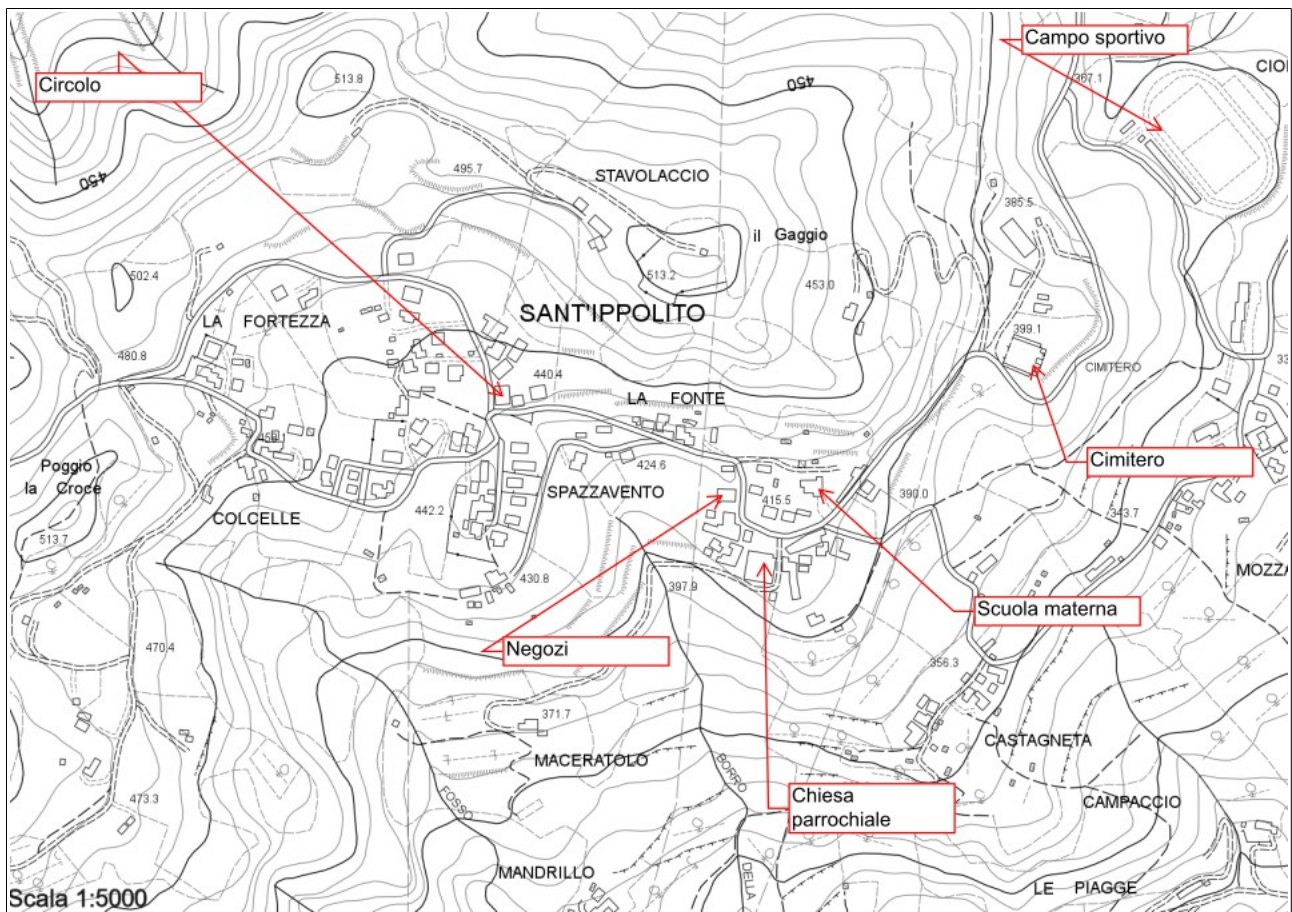 Campo sportivo
CIO
Circolo
513.8
367.1
450
450
495.7
STAVOLACCIO
385.5
il Gaggio
502.4
513.2
453.0
SANT'IPPOLITO
LA FORTEZZA
399.1
480.8
CIMITERO
440.4
LA FONTE
Cimitero
Poggio
la Croce
424.6
SPAZZAVENTO
415.5
390.0
442.2
343.7
COLCELLE
513.7
430.8
397.9
MOZZA
Scuola materna
Negozi
470.4
356.3
371.7
CASTAGNETA
MACERATOLO
BORRO
Chiesa
parrochiale
CAMPACCIO
473.3
FOSSO
MANDRILLO
DELLA
LE PIAGGE
Scala 1:5000